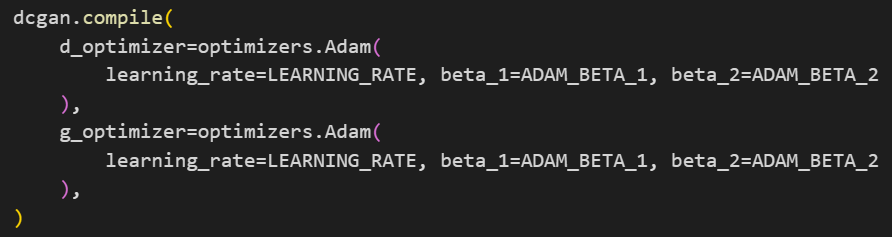 dcgan.compile(
    d_optimizer=optimizers.Adam(
        learning_rate=LEARNING_RATE, beta_1=ADAM_BETA_1, beta_2=ADAM_BETA_2
    ),
    g_optimizer=optimizers.Adam(
        learning_rate=LEARNING_RATE, beta_1=ADAM_BETA_1, beta_2=ADAM_BETA_2
    ),
)